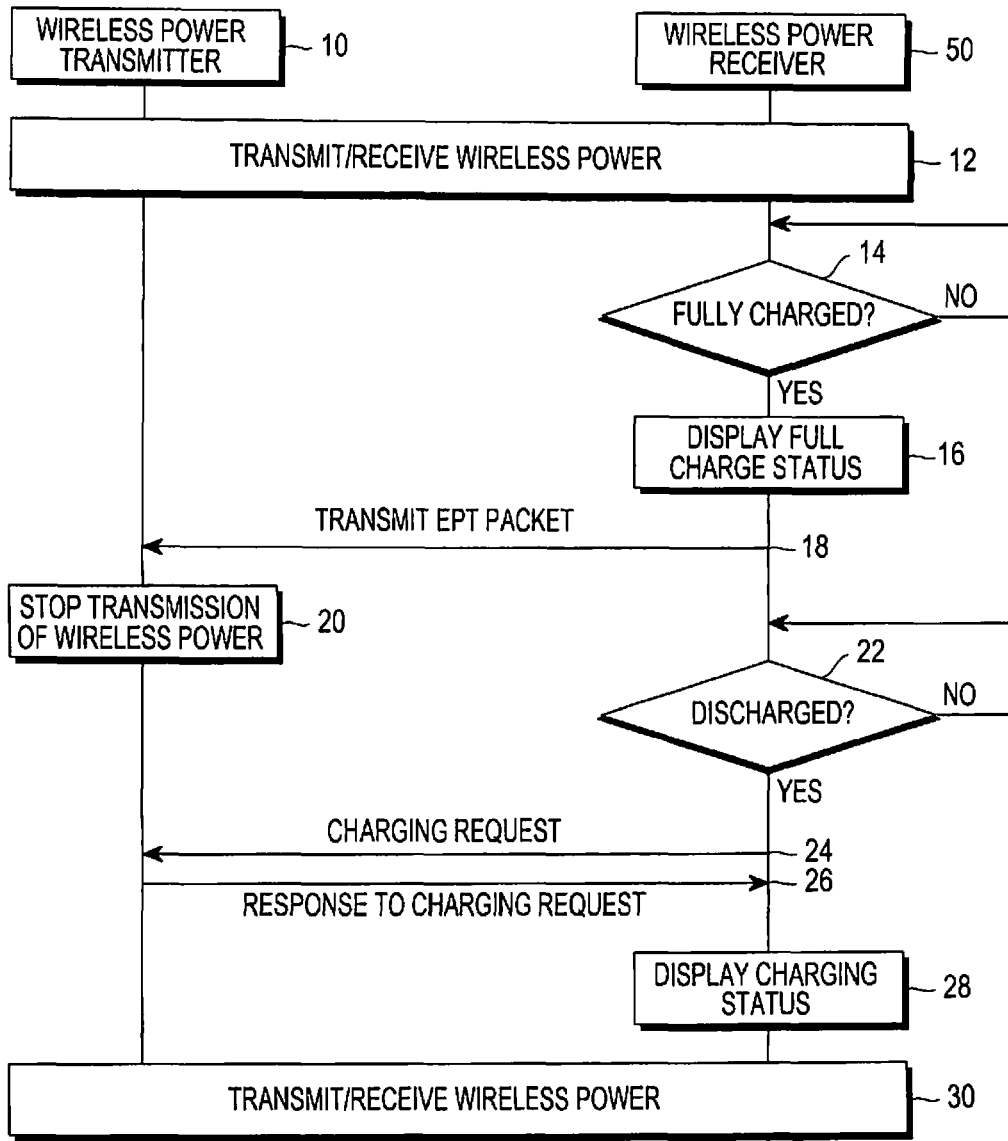 WIRELESS POWER
TRANSMITTER
10
WIRELESS POWER
RECEIVER
50
TRANSMIT/RECEIVE WIRELESS POWER
12
14
FULLY CHARGED?
NO
YES
DISPLAY FULL
CHARGE STATUS
16
TRANSMIT EPT PACKET
18
STOP TRANSMISSION
OF WIRELESS POWER
20
22
DISCHARGED?
NO
YES
CHARGING REQUEST
24
26
RESPONSE TO CHARGING REQUEST
DISPLAY CHARGING
STATUS
28
TRANSMIT/RECEIVE WIRELESS POWER
30